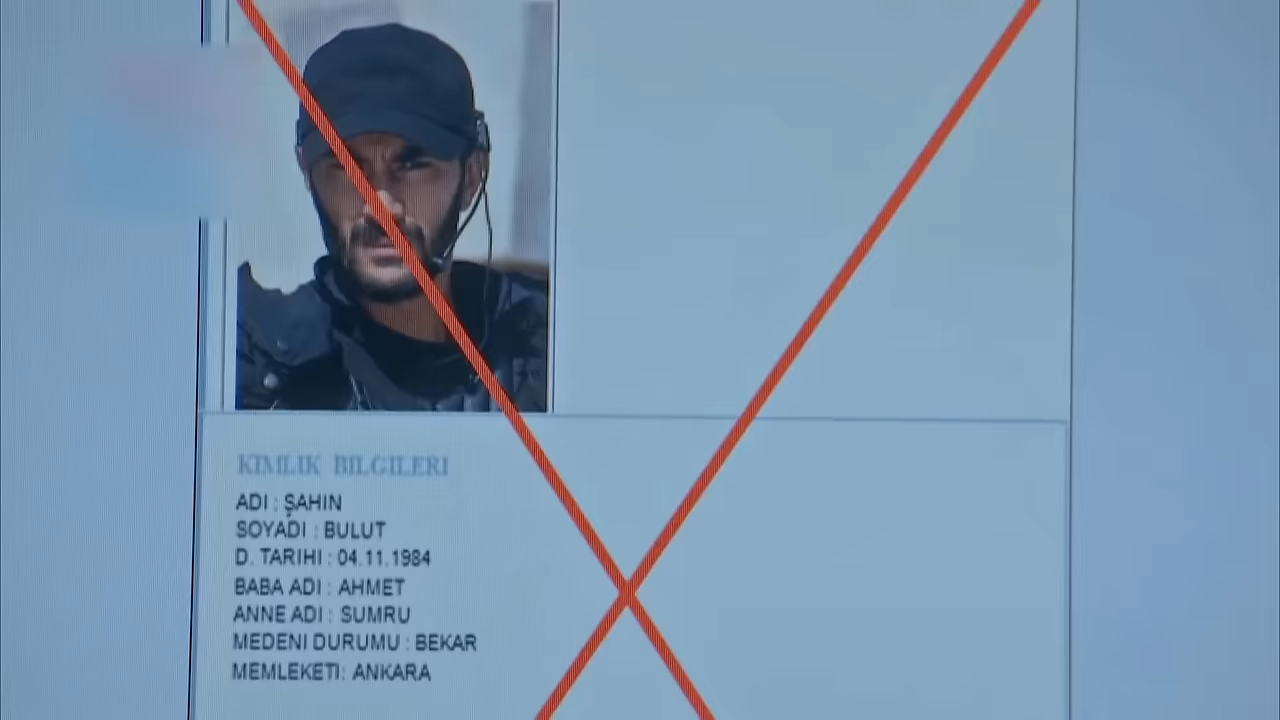 KIMLIK BILGILERI
ADI : ŞAHIN
SOYADI : BULUT
D. TARIHI : 04.11.1984
BABA ADI : AHMET
ANNE ADI : SUMRU
MEDENI DURUMU : BEKAR
MEMLEKETI: ANKARA